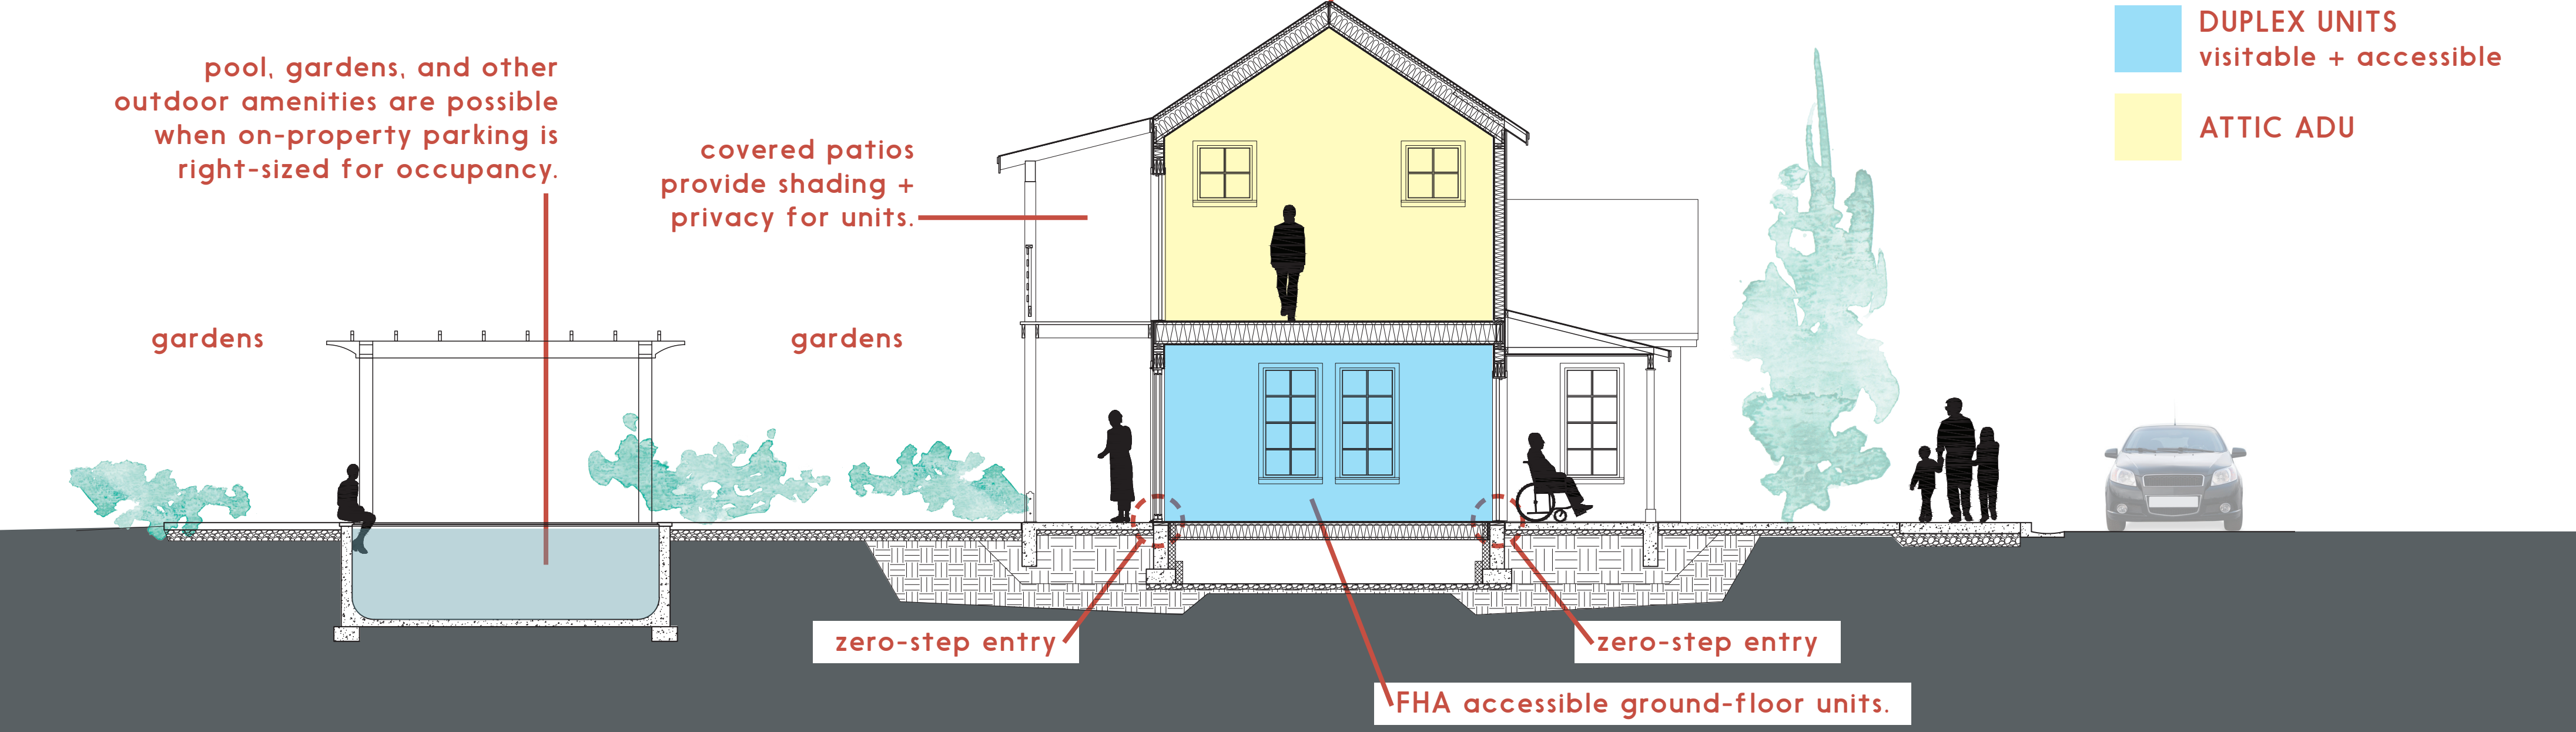 pool, gardens, and other
outdoor amenities are possible
when on-property parking is
right-sized for occupancy.
covered patios
provide shading +
privacy for units.
DUPLEX UNITS
visitable + accessible
ATTIC ADU
gardens
gardens
zero-step entry
zero-step entry
FHA accessible ground-floor units.